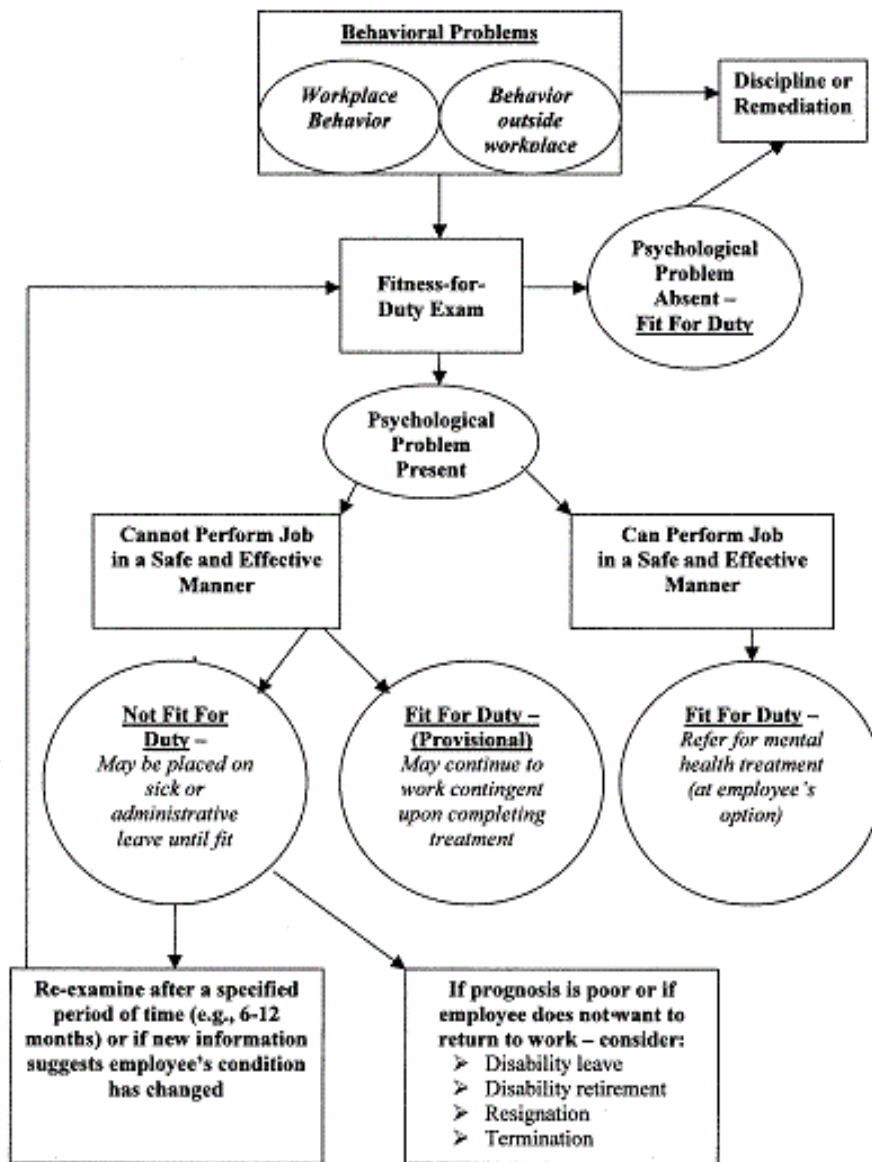 Behavioral Problems
Workplace
Behavior
Behavior
outside
workplace
Discipline or
Remediation
Psychological
Problem
Absent –
Fit For Duty
Fitness-for-
Duty Exam
Psychological
Problem
Present
Cannot Perform Job
in a Safe and Effective
Manner
Can Perform Job
in a Safe and Effective
Manner
Not Fit For
Duty –
May be placed on
sick or
administrative
leave until fit
Fit For Duty –
(Provisional)
May continue to
work contingent
upon completing
treatment
Fit For Duty –
Refer for mental
health treatment
(at employee's
option)
Re-examine after a specified
period of time (e.g., 6-12
months) or if new information
suggests employee's condition
has changed
If prognosis is poor or if
employee does not want to
return to work – consider:
➢ Disability leave
➢ Disability retirement
➢ Resignation
➢ Termination